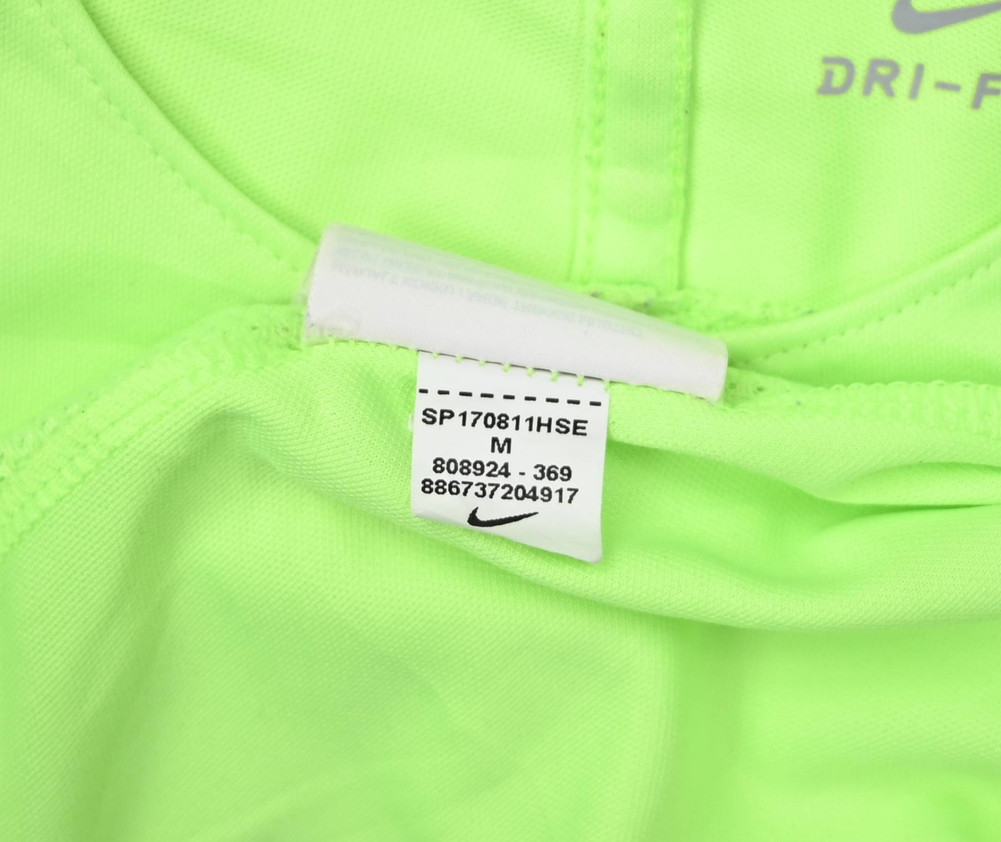 DRI-F
SP170811HSE
M
808924 - 369
886737204917